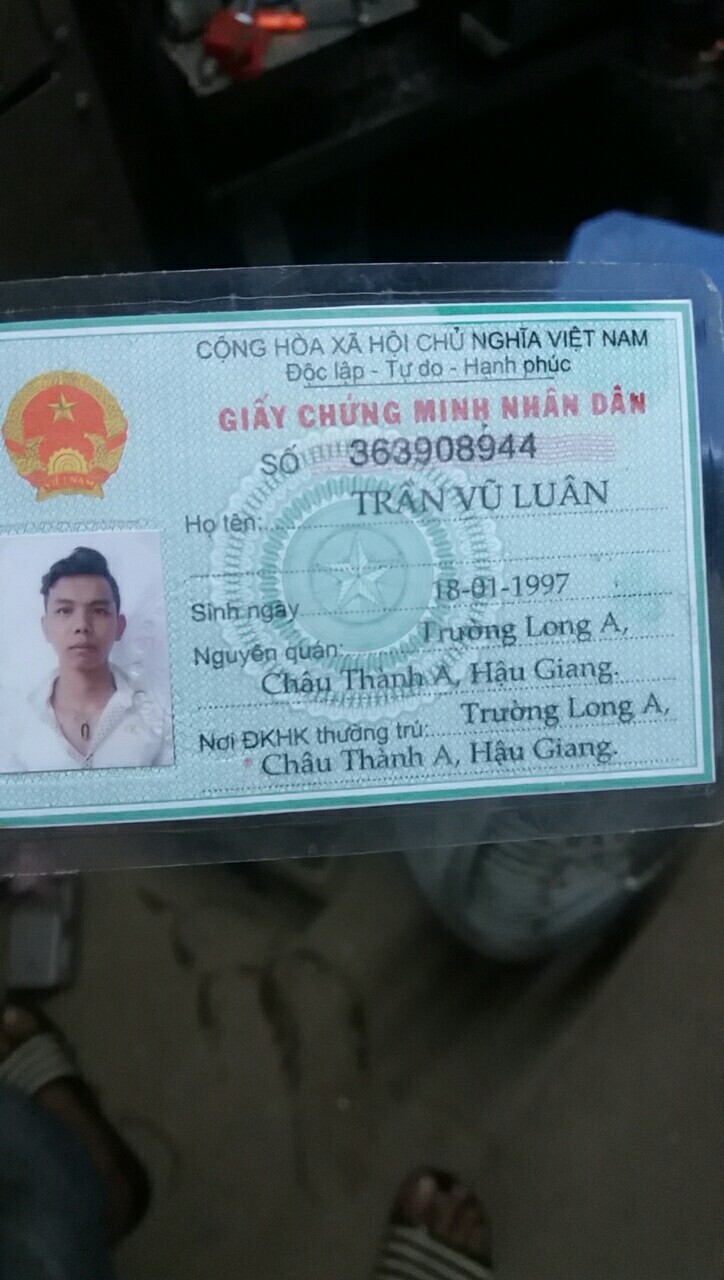 CỘNG HÒA XÃ HỘI CHỦ NGHĨA VIỆT NAM
Độc lập - Tự do - Hạnh phúc
GIẤY CHỨNG MINH NHÂN DÂN
SỐ 363908944
Họ tên: TRẦN VŨ LUÂN
Sinh ngày 18-01-1997
Nguyên quán: Trường Long A,
Châu Thành A, Hậu Giang.
Nơi ĐKHK thường trú: Trường Long A,
Châu Thành A, Hậu Giang.
VIỆT NAM